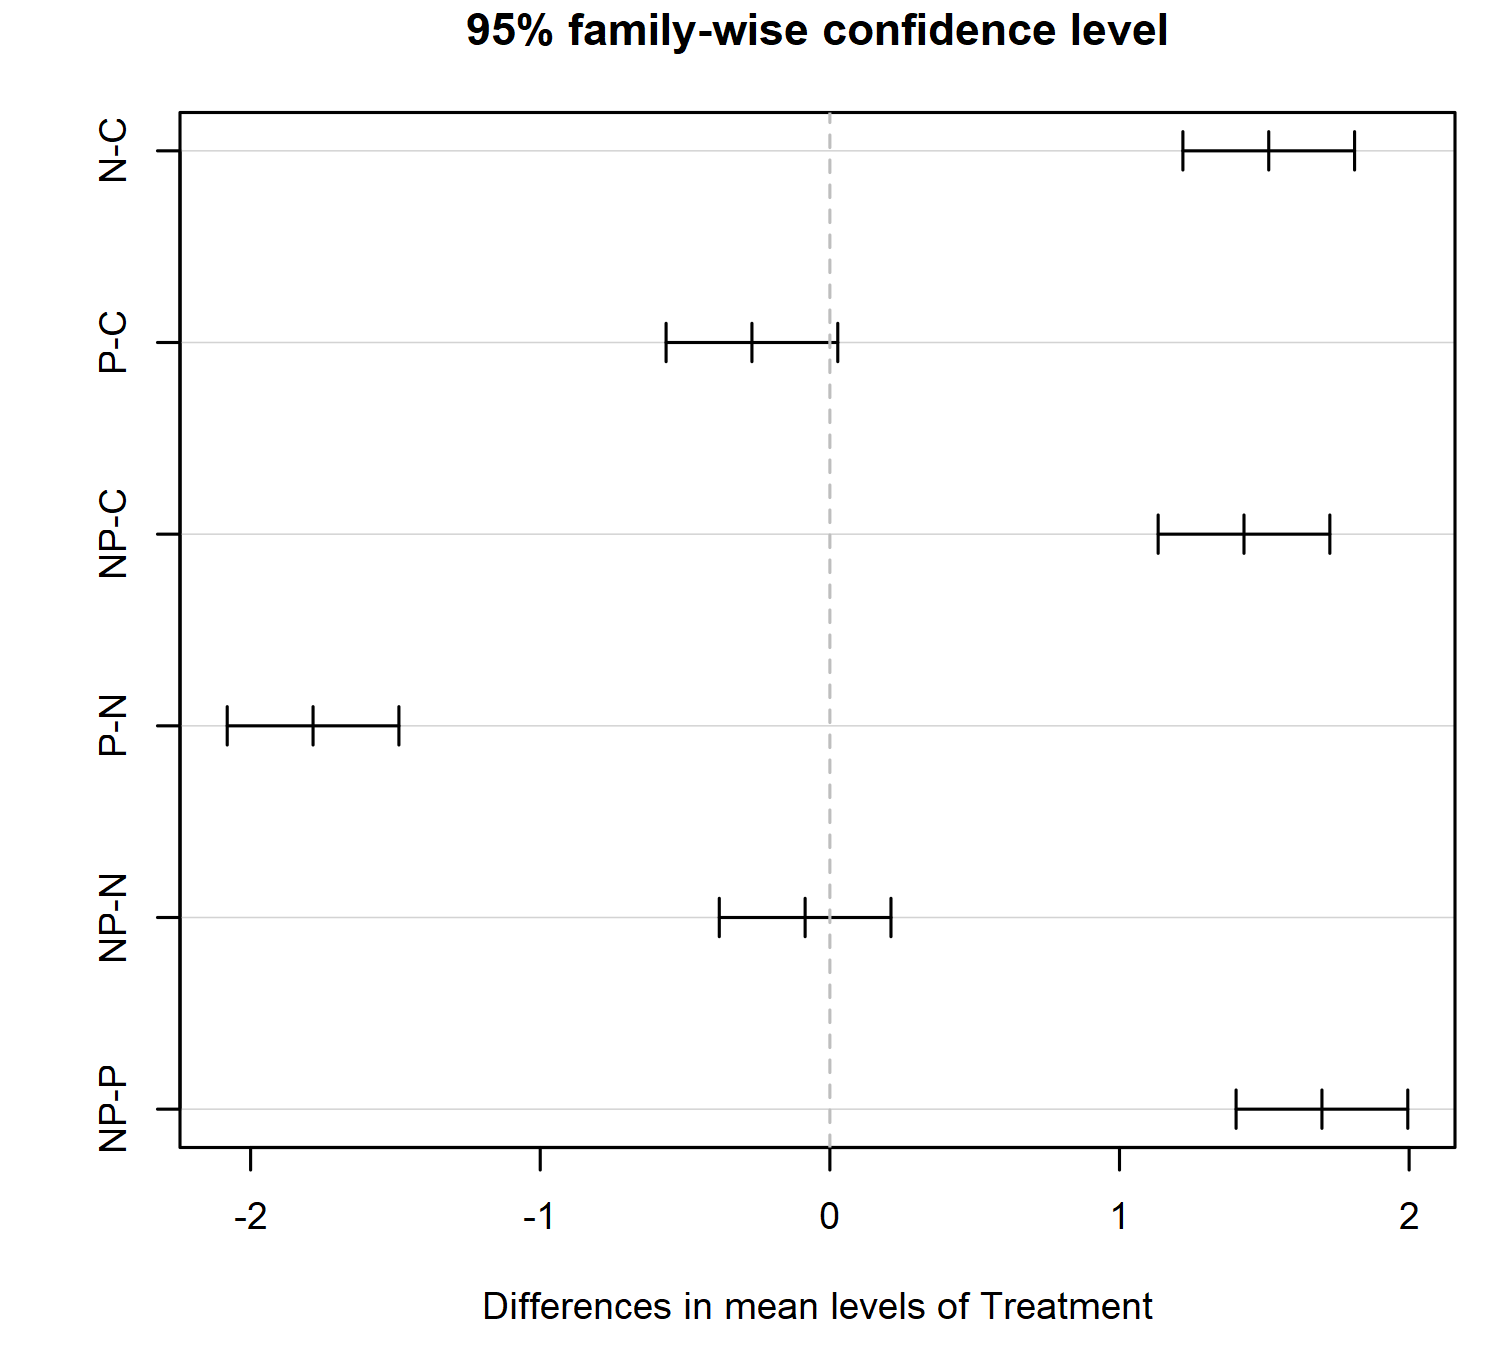 95% family-wise confidence level
N-C
P-C
NP-C
P-N
NP-N
NP-P
-2 -1 0 1 2
Differences in mean levels of Treatment